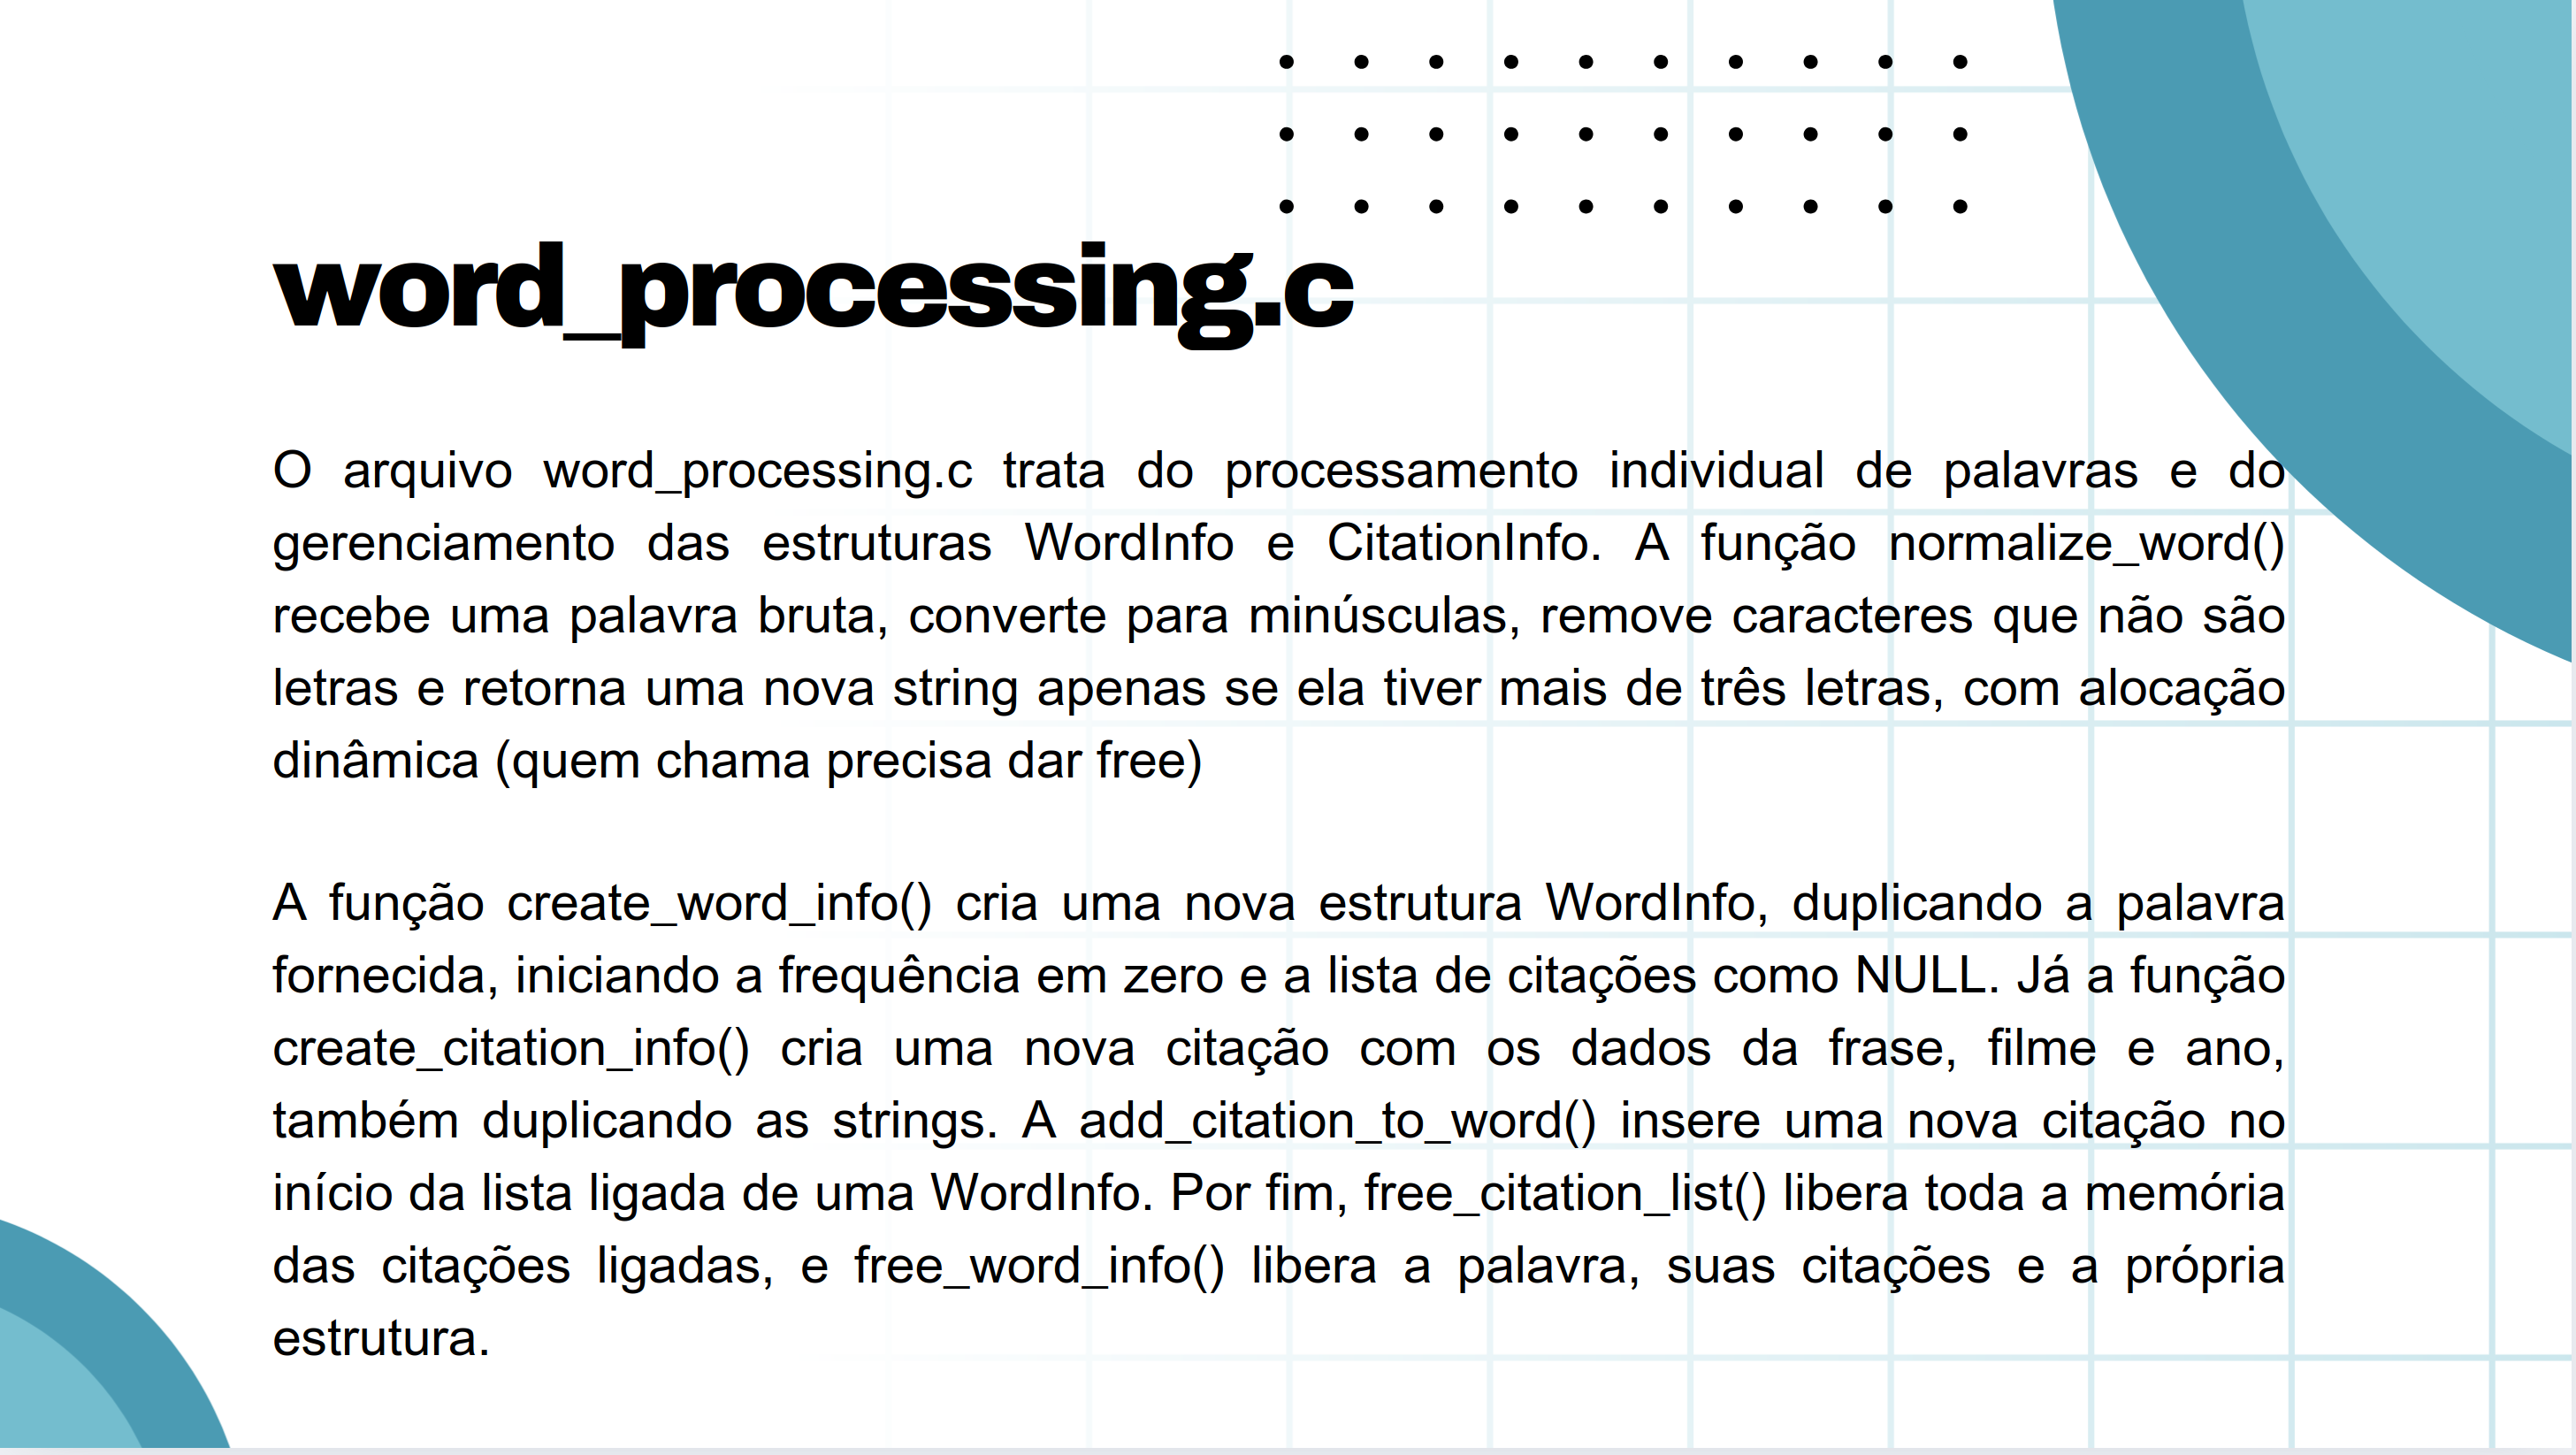 word_processing.c
O arquivo word_processing.c trata do processamento individual de palavras e do
gerenciamento das estruturas WordInfo e CitationInfo. A função normalize_word()
recebe uma palavra bruta, converte para minúsculas, remove caracteres que não são
letras e retorna uma nova string apenas se ela tiver mais de três letras, com alocação
dinâmica (quem chama precisa dar free)
A função create_word_info() cria uma nova estrutura WordInfo, duplicando a palavra
fornecida, iniciando a frequência em zero e a lista de citações como NULL. Já a função
create_citation_info() cria uma nova citação com os dados da frase, filme e ano,
também duplicando as strings. A add_citation_to_word() insere uma nova citação no
início da lista ligada de uma WordInfo. Por fim, free_citation_list() libera toda a memória
das citações ligadas, e free_word_info() libera a palavra, suas citações e a própria
estrutura.